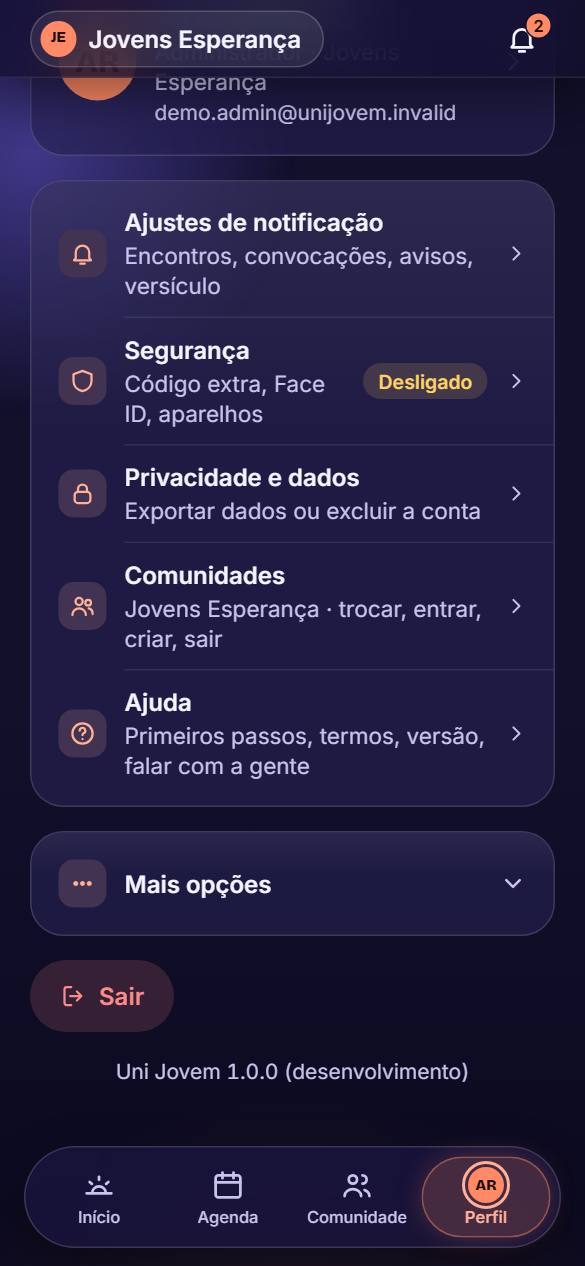 JE Jovens Esperança
2
AR Administrador · Jovens
Esperança
demo.admin@unijovem.invalid
Ajustes de notificação
Encontros, convocações, avisos,
versículo
Segurança
Código extra, Face
ID, aparelhos
Desligado
Privacidade e dados
Exportar dados ou excluir a conta
Comunidades
Jovens Esperança · trocar, entrar,
criar, sair
Ajuda
Primeiros passos, termos, versão,
falar com a gente
Mais opções
Sair
Uni Jovem 1.0.0 (desenvolvimento)
Início
Agenda
Comunidade
AR
Perfil